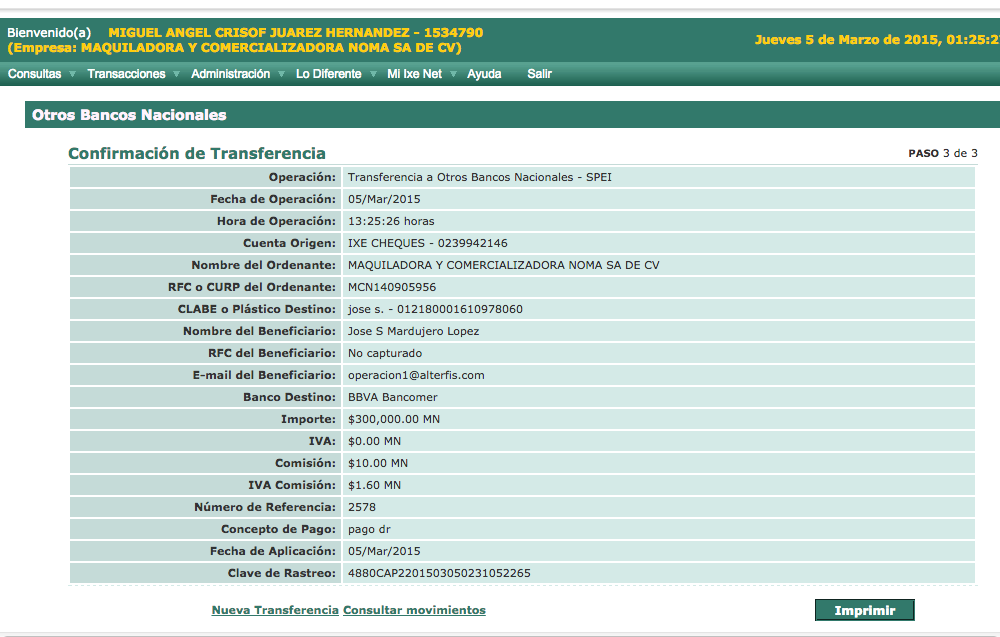 Bienvenido(a) MIGUEL ANGEL CRISOF JUAREZ HERNANDEZ - 1534790
(Empresa: MAQUILADORA Y COMERCIALIZADORA NOMA SA DE CV)
Jueves 5 de Marzo de 2015, 01:25:27
Consultas Transacciones Administración Lo Diferente Mi Ixe Net Ayuda Salir
Otros Bancos Nacionales
Confirmación de Transferencia PASO 3 de 3
Operación: Transferencia a Otros Bancos Nacionales - SPEI
Fecha de Operación: 05/Mar/2015
Hora de Operación: 13:25:26 horas
Cuenta Origen: IXE CHEQUES - 0239942146
Nombre del Ordenante: MAQUILADORA Y COMERCIALIZADORA NOMA SA DE CV
RFC o CURP del Ordenante: MCN140905956
CLABE o Plástico Destino: jose s. - 012180001610978060
Nombre del Beneficiario: Jose S Mardujero Lopez
RFC del Beneficiario: No capturado
E-mail del Beneficiario: operacion1@alterfis.com
Banco Destino: BBVA Bancomer
Importe: $300,000.00 MN
IVA: $0.00 MN
Comisión: $10.00 MN
IVA Comisión: $1.60 MN
Número de Referencia: 2578
Concepto de Pago: pago dr
Fecha de Aplicación: 05/Mar/2015
Clave de Rastreo: 4880CAP2201503050231052265
Nueva Transferencia Consultar movimientos Imprimir